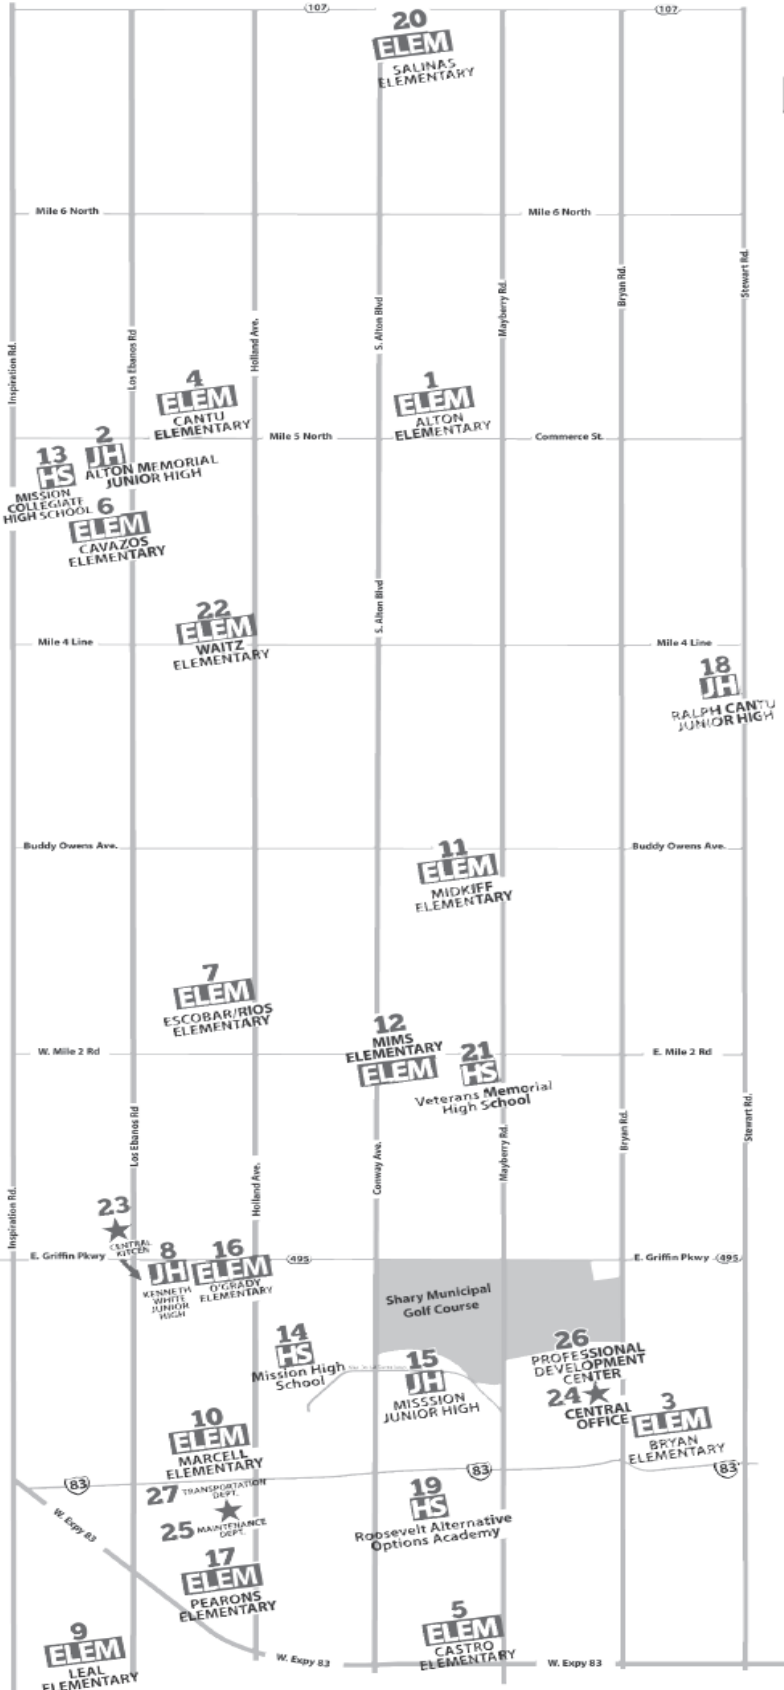 107
107
20
ELEM
SALINAS
ELEMENTARY
Mile 6 North
Mile 6 North
Inspiration Rd.
Los Ebanos Rd
Holland Ave.
S. Alton Blvd
Mayberry Rd.
Bryan Rd.
Stewart Rd.
4
ELEM
CANTU
ELEMENTARY
1
ELEM
ALTON
ELEMENTARY
Mile 5 North
Commerce St.
2
JH
ALTON MEMORIAL
JUNIOR HIGH
13
HS
MISSION
COLLEGIATE
HIGH SCHOOL
6
ELEM
CAVAZOS
ELEMENTARY
S. Alton Blvd
22
ELEM
WAITZ
ELEMENTARY
Mile 4 Line
Mile 4 Line
18
JH
RALPH CANTU
JUNIOR HIGH
Buddy Owens Ave.
Buddy Owens Ave.
11
ELEM
MIDKIFF
ELEMENTARY
7
ELEM
ESCOBAR/RIOS
ELEMENTARY
12
MIMS
ELEMENTARY
ELEM
21
HS
Veterans Memorial
High School
W. Mile 2 Rd
E. Mile 2 Rd
Inspiration Rd.
Los Ebanos Rd
Holland Ave.
Conway Ave.
Mayberry Rd.
Bryan Rd.
Stewart Rd.
23
CENTRAL
KITCEN
E. Griffin Pkwy
495
E. Griffin Pkwy
495
8
JH
KENNETH
WHITE
JUNIOR
HIGH
16
ELEM
O'GRADY
ELEMENTARY
Shary Municipal
Golf Course
14
HS
Mission High
School
15
JH
MISSSION
JUNIOR HIGH
26
PROFESSIONAL
DEVELOPMENT
CENTER
24
CENTRAL
OFFICE
3
ELEM
BRYAN
ELEMENTARY
10
ELEM
MARCELL
ELEMENTARY
83
83
83
27 TRANSPORTATION
DEPT.
25 MAINTENANCE
DEPT.
19
HS
Roosevelt Alternative
Options Academy
W. Expy 83
17
ELEM
PEARONS
ELEMENTARY
9
ELEM
LEAL
ELEMENTARY
5
ELEM
CASTRO
ELEMENTARY
W. Expy 83
W. Expy 83